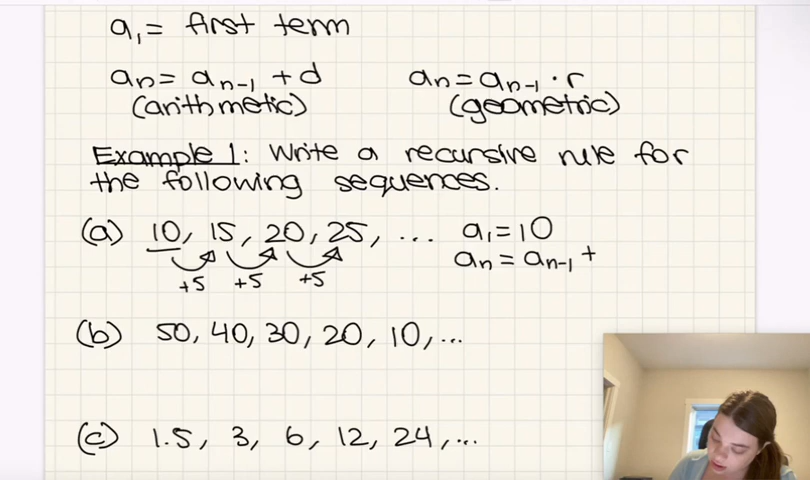 a₁ = first term
aₙ = aₙ₋₁ + d aₙ = aₙ₋₁ · r
(arithmetic) (geometric)
Example 1: Write a recursive rule for
the following sequences.
(a) 10, 15, 20, 25, ... a₁ = 10
+5 +5 +5 aₙ = aₙ₋₁ +
(b) 50, 40, 30, 20, 10, ...
(c) 1.5, 3, 6, 12, 24, ...